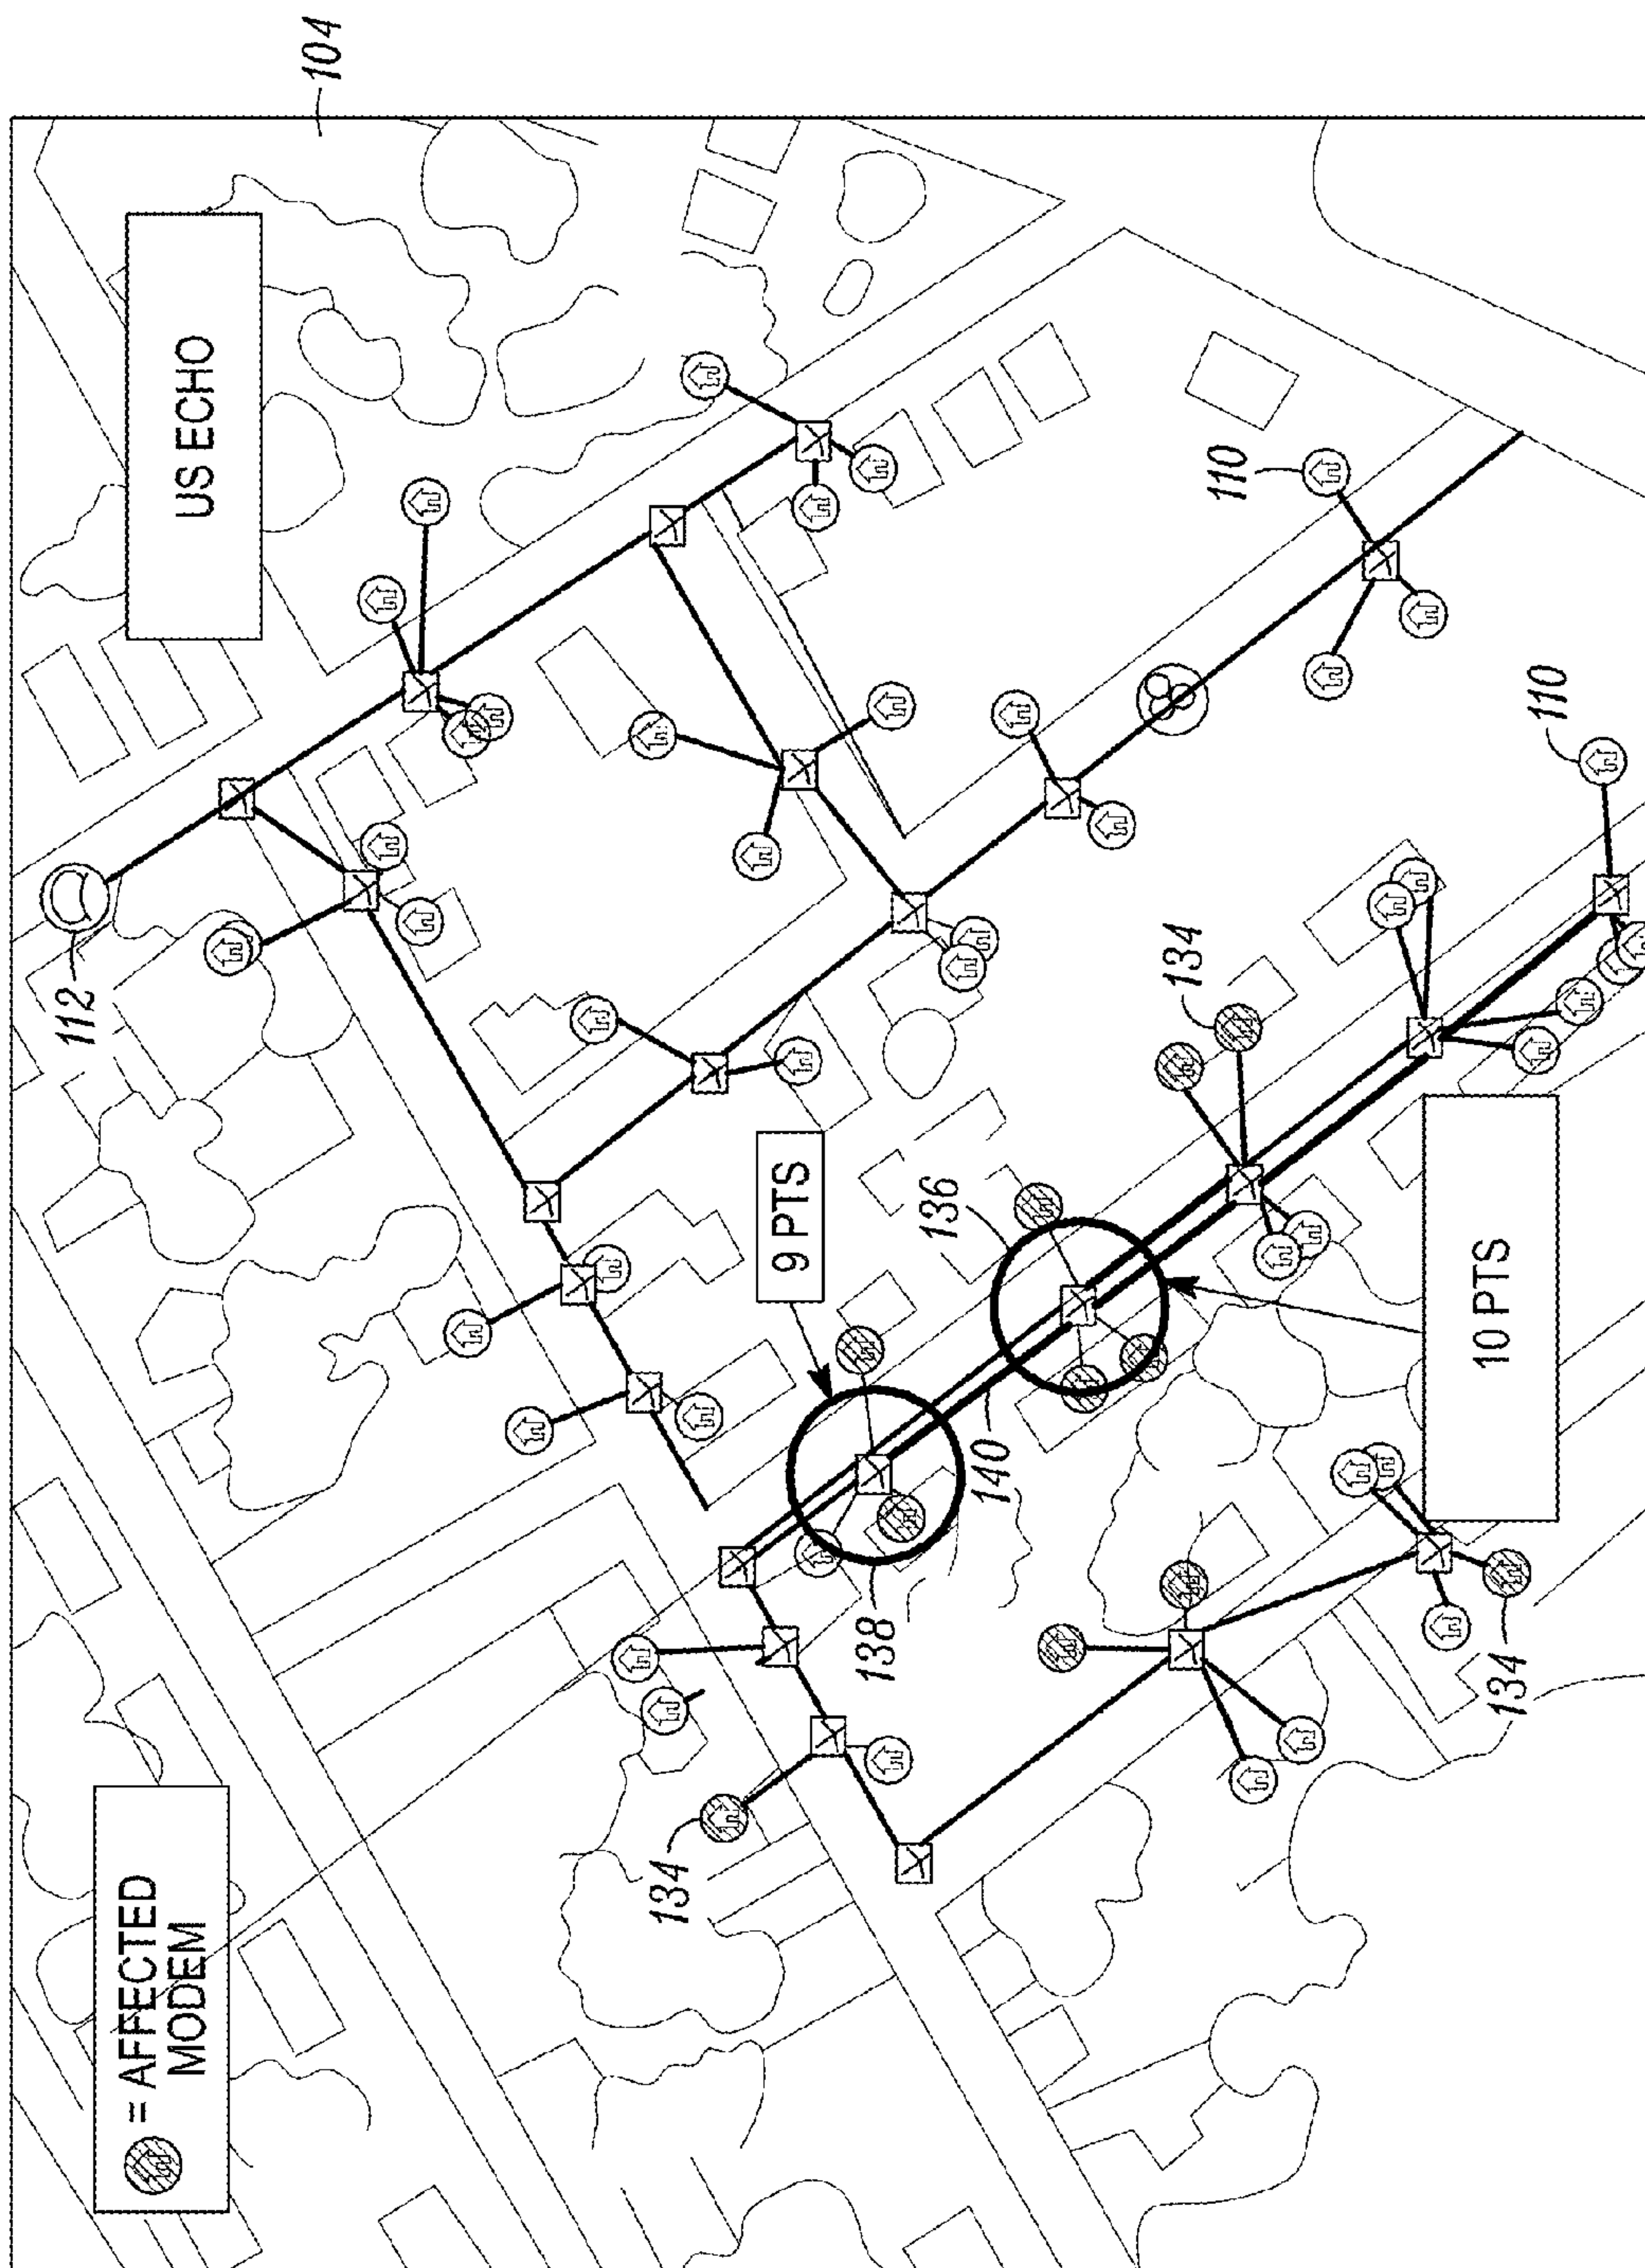 104
US ECHO
112
110
110
134
9 PTS
136
10 PTS
140
138
134
134
= AFFECTED
MODEM